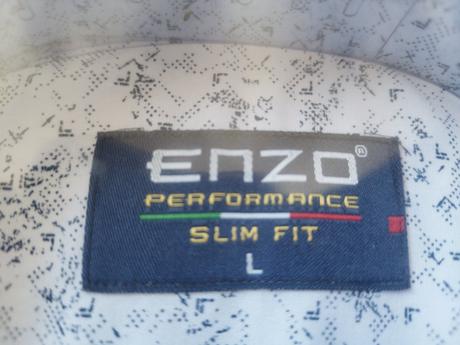 ENZO®
PERFORMANCE
SLIM FIT
L